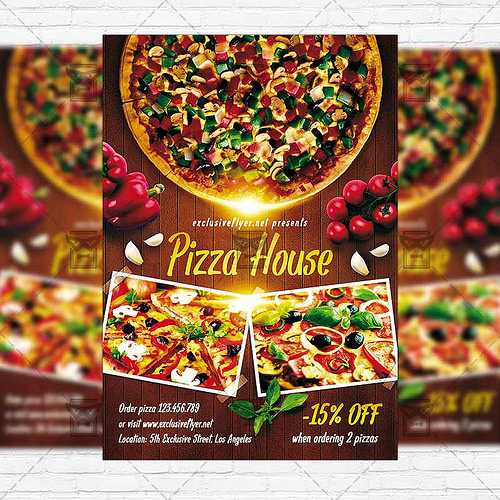 exclusiveflyer.net presents
Pizza House
Order pizza 123.456.789
or visit www.exclusiveflyer.net
Location: 5th Exclusive Street, Los Angeles
-15% OFF
when ordering 2 pizzas